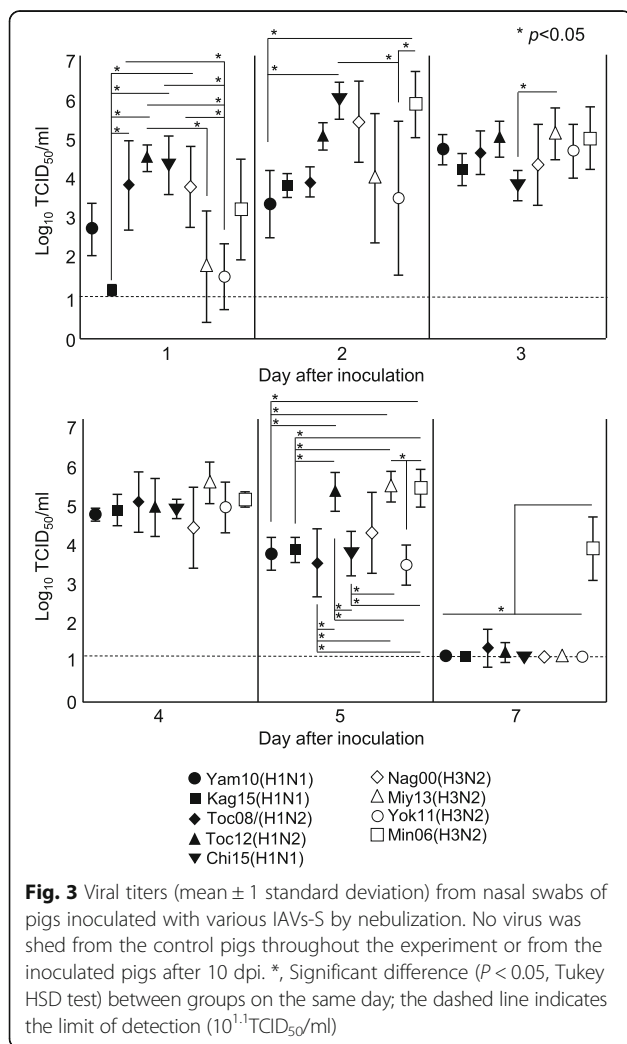 * p<0.05
Log10 TCID50/ml
7
6
5
4
3
2
1
0
* * * * * * * * *
* * * *
*
1 2 3
Day after inoculation
Log10 TCID50/ml
7
6
5
4
3
2
1
0
* * * * * * *
* * * * * * *
*
4 5 7
Day after inoculation
Yam10(H1N1)
Kag15(H1N1)
Toc08/(H1N2)
Toc12(H1N2)
Chi15(H1N1)
Nag00(H3N2)
Miy13(H3N2)
Yok11(H3N2)
Min06(H3N2)
Fig. 3 Viral titers (mean ± 1 standard deviation) from nasal swabs of
pigs inoculated with various IAVs-S by nebulization. No virus was
shed from the control pigs throughout the experiment or from the
inoculated pigs after 10 dpi. *, Significant difference (P < 0.05, Tukey
HSD test) between groups on the same day; the dashed line indicates
the limit of detection (10^1.1TCID50/ml)